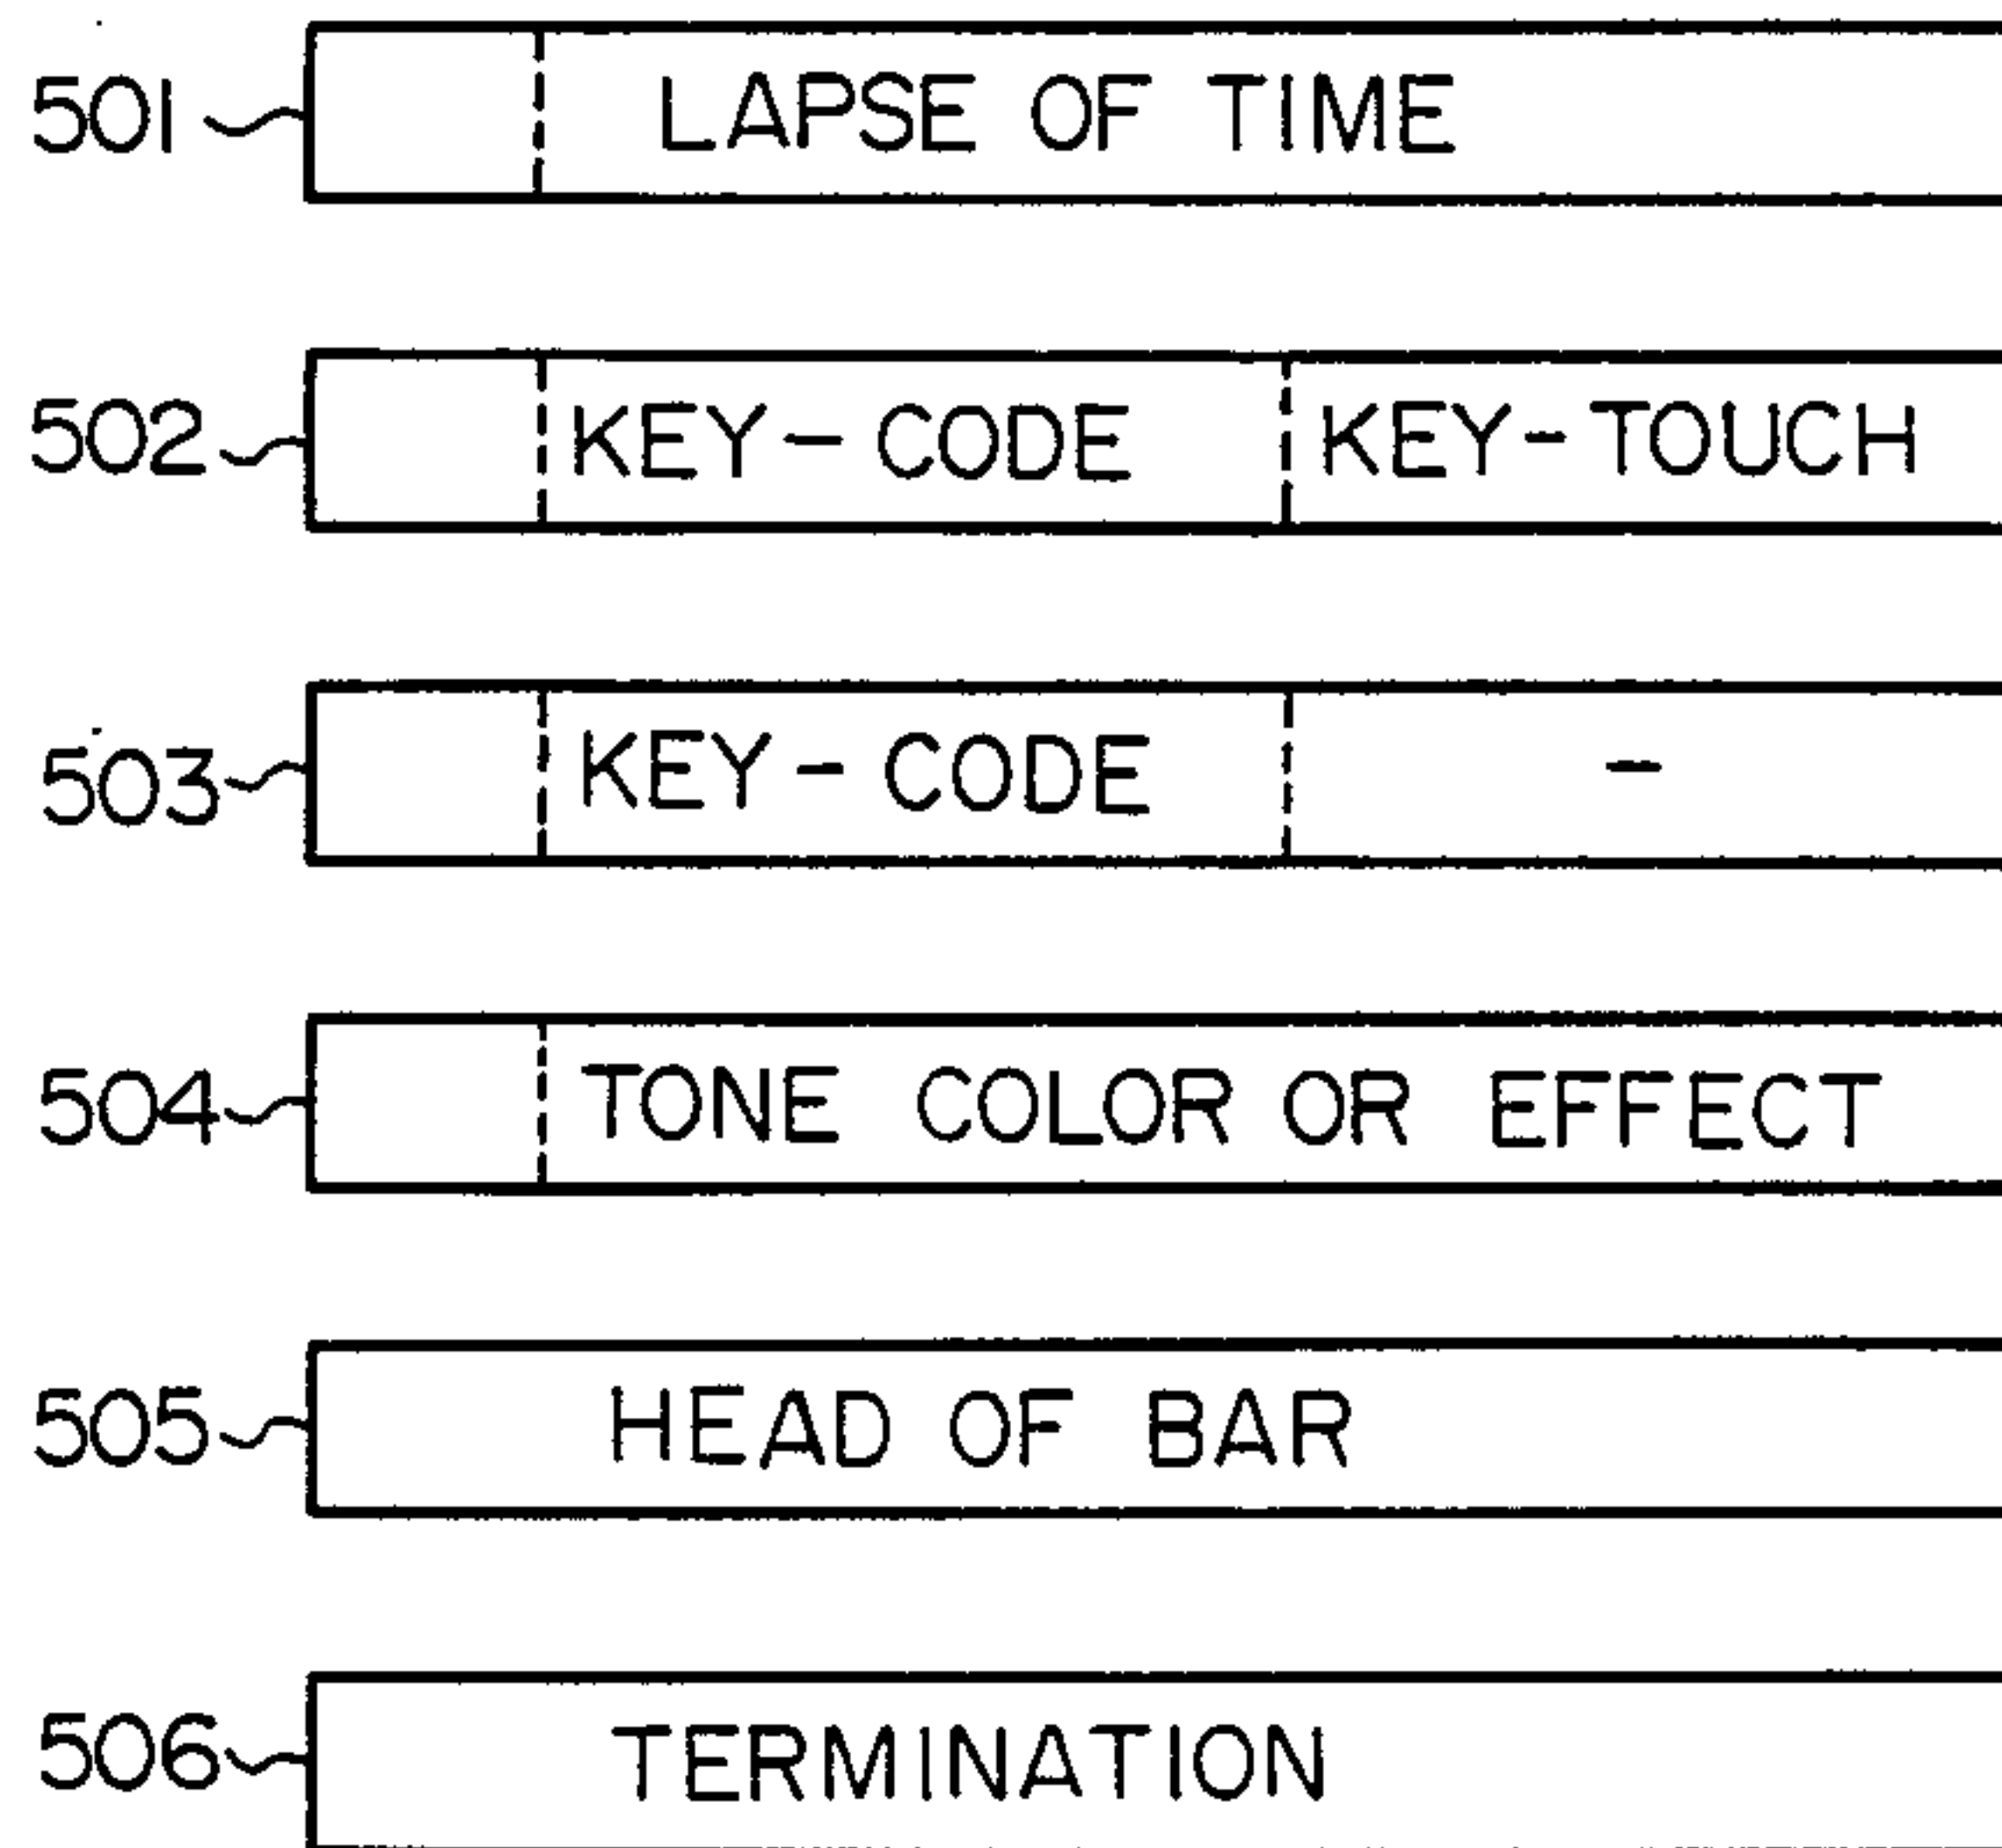 501 LAPSE OF TIME
502 KEY-CODE KEY-TOUCH
503 KEY-CODE -
504 TONE COLOR OR EFFECT
505 HEAD OF BAR
506 TERMINATION